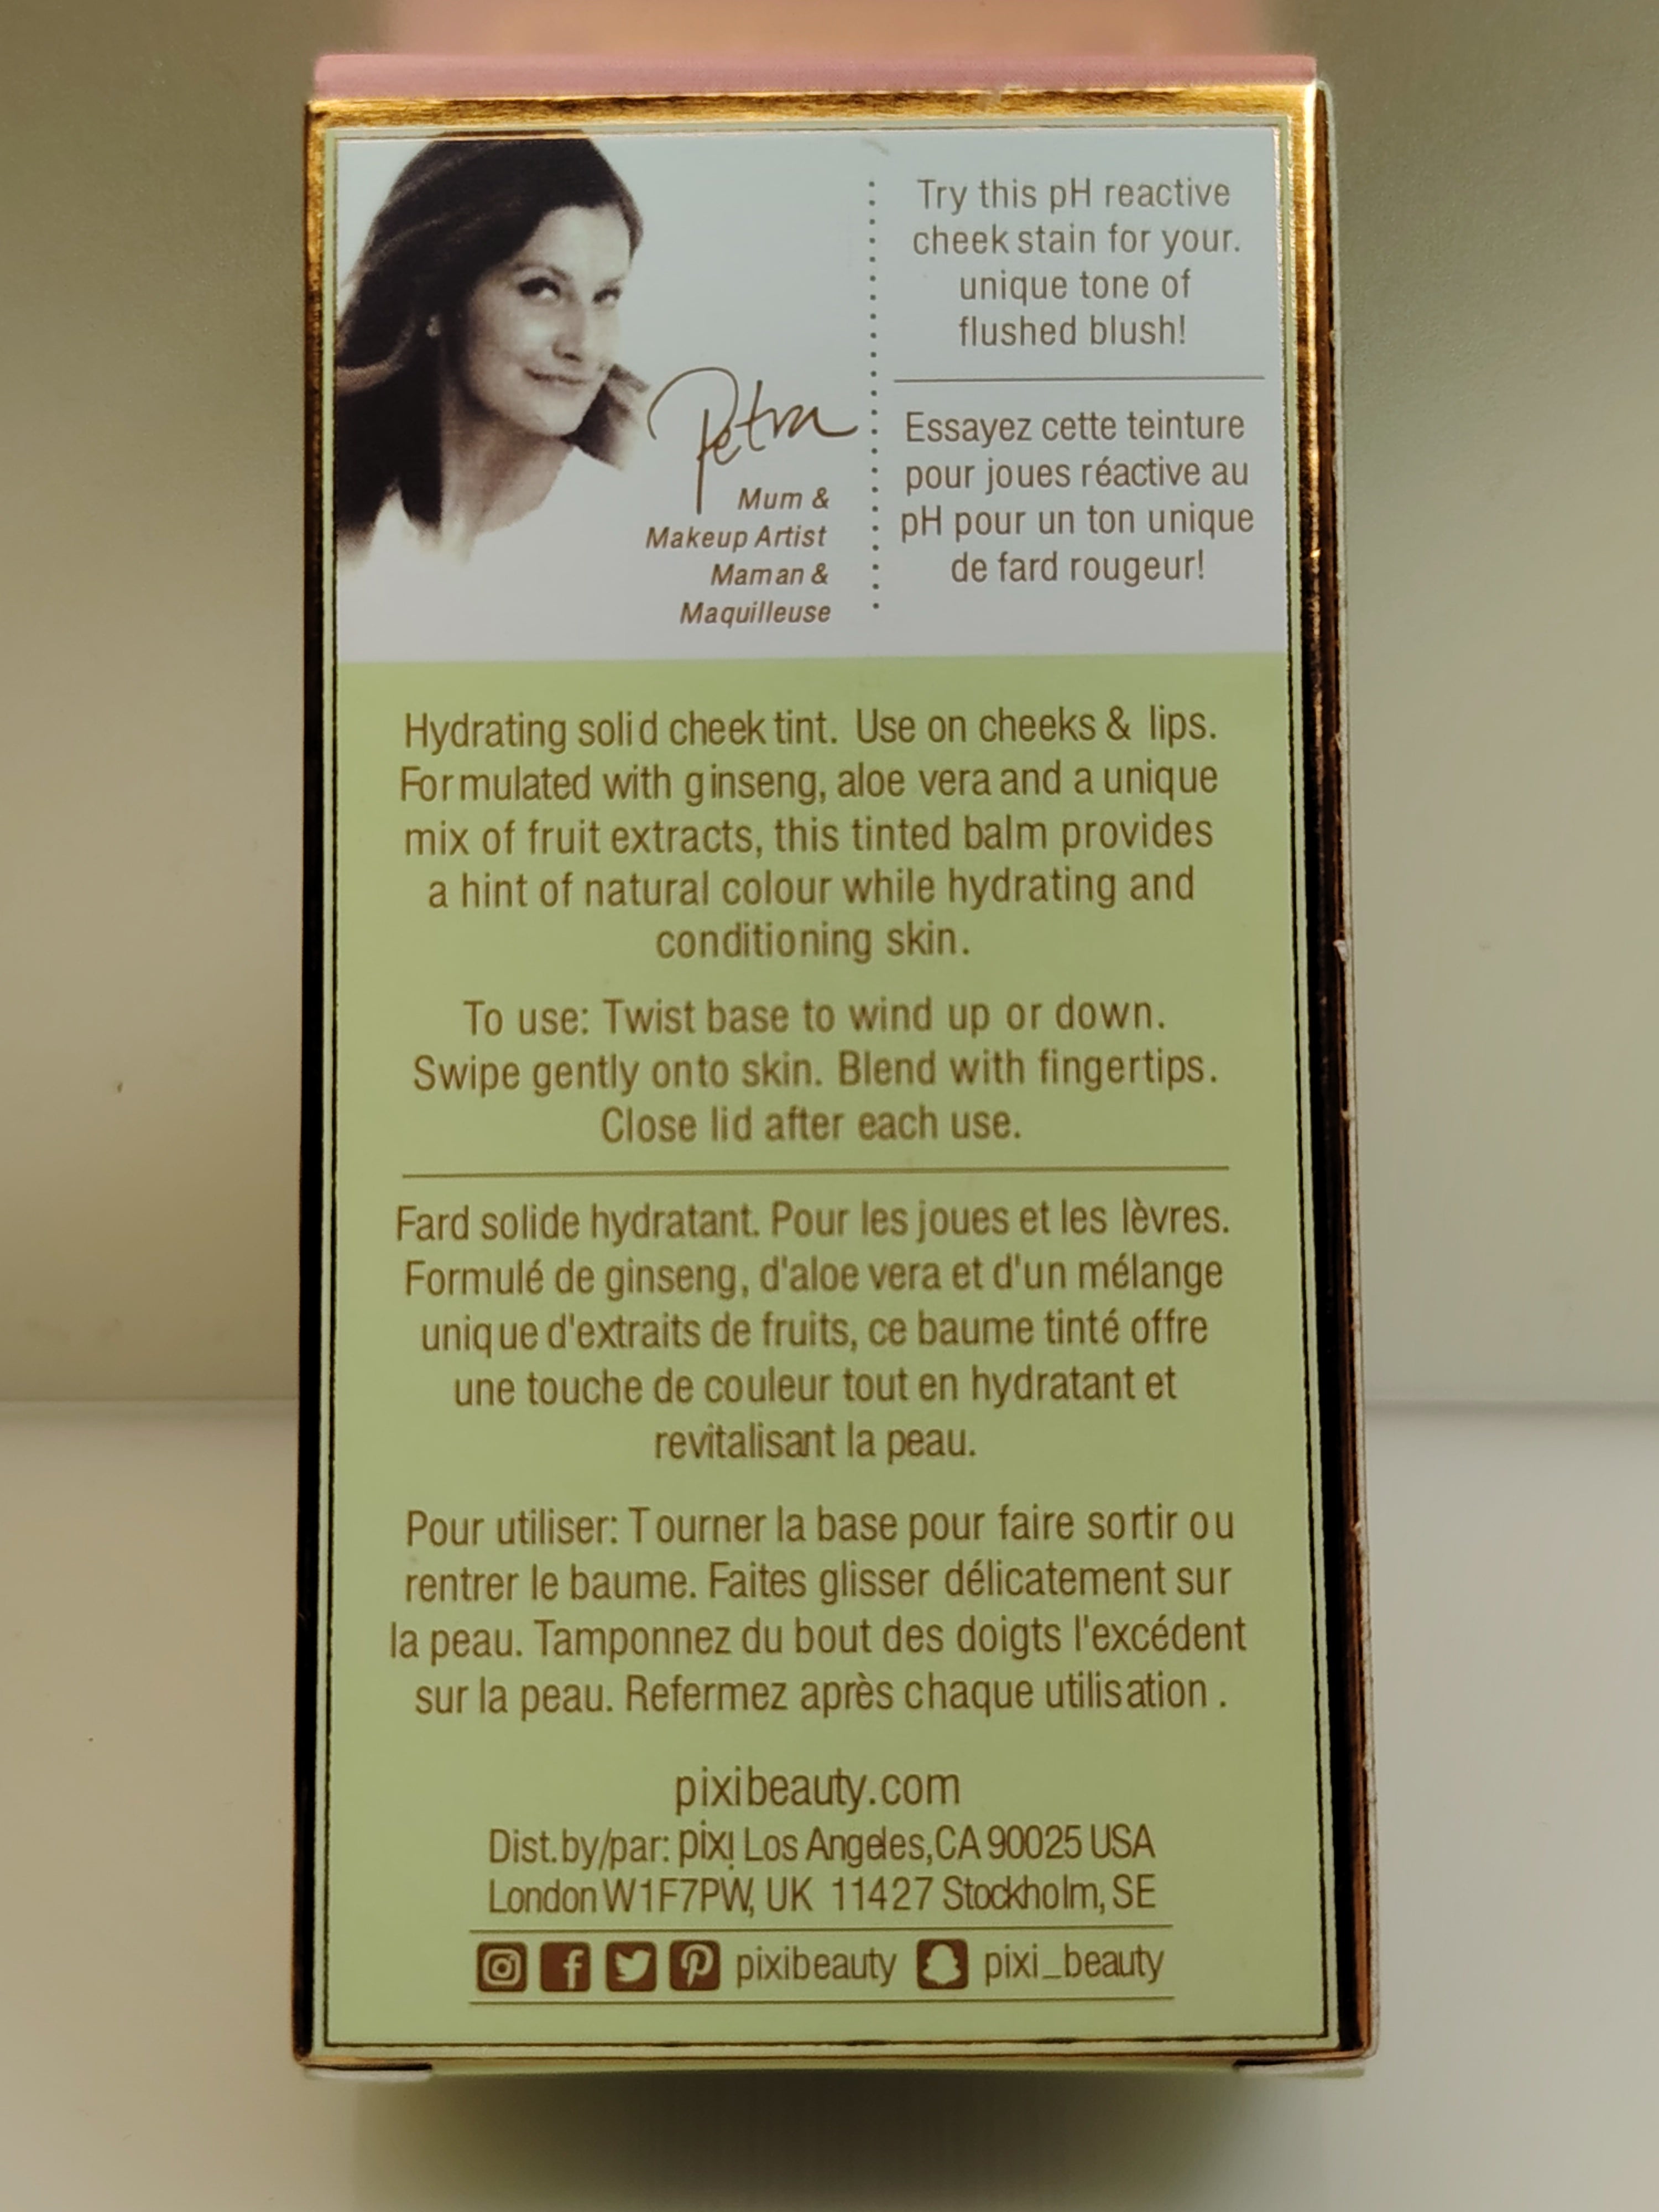 Petra
Mum &
Makeup Artist
Maman &
Maquilleuse
Try this pH reactive
cheek stain for your.
unique tone of
flushed blush!
Essayez cette teinture
pour joues réactive au
pH pour un ton unique
de fard rougeur!
Hydrating solid cheek tint. Use on cheeks & lips.
Formulated with ginseng, aloe vera and a unique
mix of fruit extracts, this tinted balm provides
a hint of natural colour while hydrating and
conditioning skin.
To use: Twist base to wind up or down.
Swipe gently onto skin. Blend with fingertips.
Close lid after each use.
Fard solide hydratant. Pour les joues et les lèvres.
Formulé de ginseng, d'aloe vera et d'un mélange
unique d'extraits de fruits, ce baume tinté offre
une touche de couleur tout en hydratant et
revitalisant la peau.
Pour utiliser: Tourner la base pour faire sortir ou
rentrer le baume. Faites glisser délicatement sur
la peau. Tamponnez du bout des doigts l'excédent
sur la peau. Refermez après chaque utilisation .
pixibeauty.com
Dist.by/par: pixi Los Angeles,CA 90025 USA
London W1F7PW, UK 11427 Stockholm, SE
pixibeauty pixi_beauty